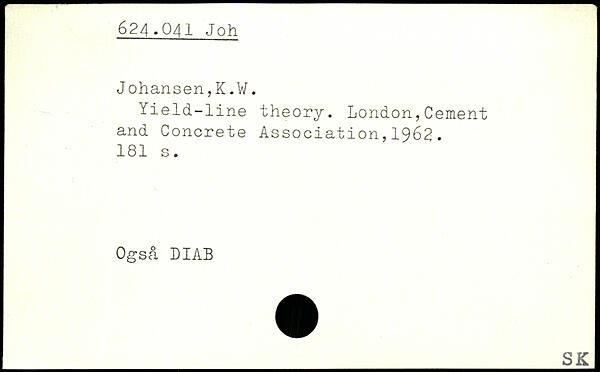 624.041 Joh
Johansen,K.W.
Yield-line theory. London,Cement
and Concrete Association,1962.
181 s.
Også DIAB
SK